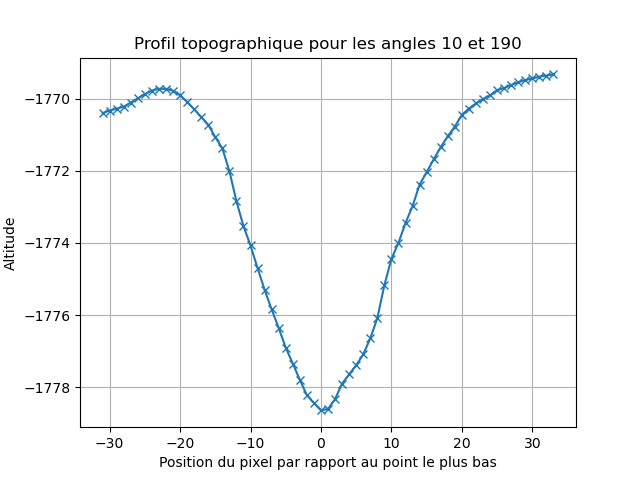 Profil topographique pour les angles 10 et 190
Altitude
−1770
−1772
−1774
−1776
−1778
−30 −20 −10 0 10 20 30
Position du pixel par rapport au point le plus bas